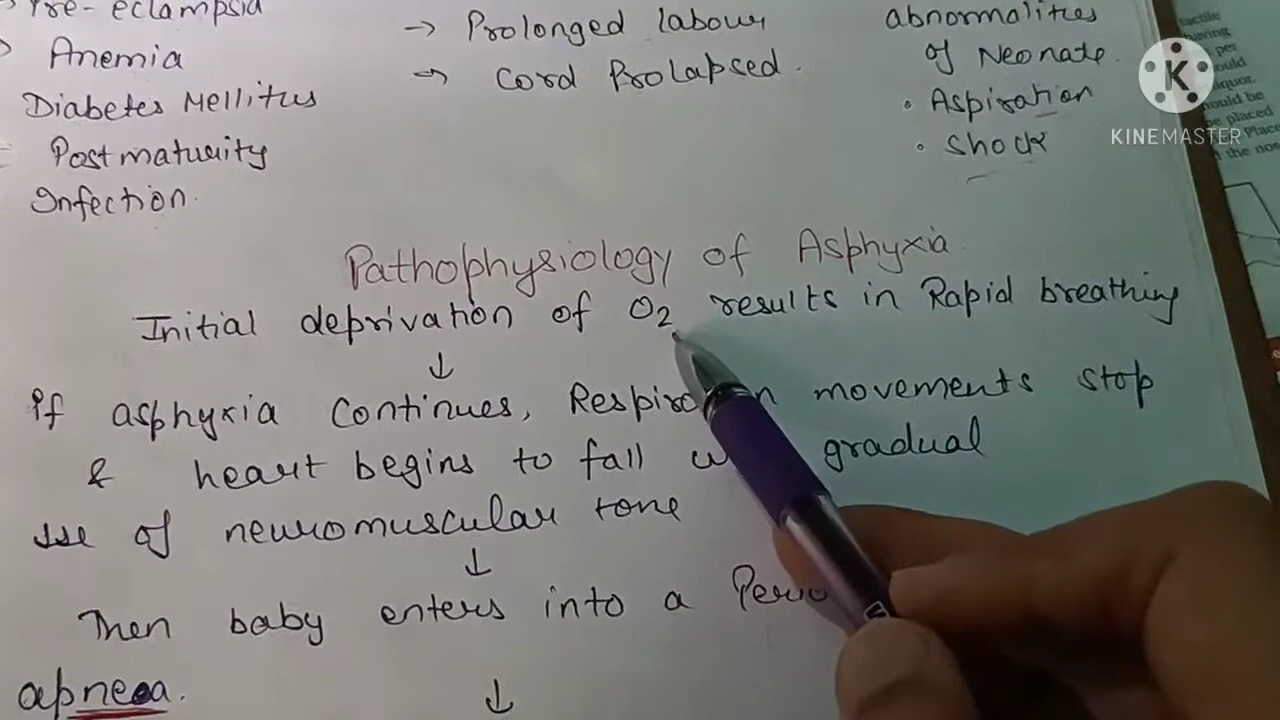 Pre-eclampsia
Anemia
Diabetes Mellitus
Postmaturity
Infection.
→ Prolonged labour
→ Cord Prolapsed.
abnormalities
of Neonate.
• Aspiration
• Shock
KINEMASTER
Pathophysiology of Asphyxia
Initial deprivation of O2 results in Rapid breathing
↓
if asphyxia continues, movements stop
& heart begins to fall gradual
of neuromuscular tone
↓
Then baby enters into a
apnea.
↓